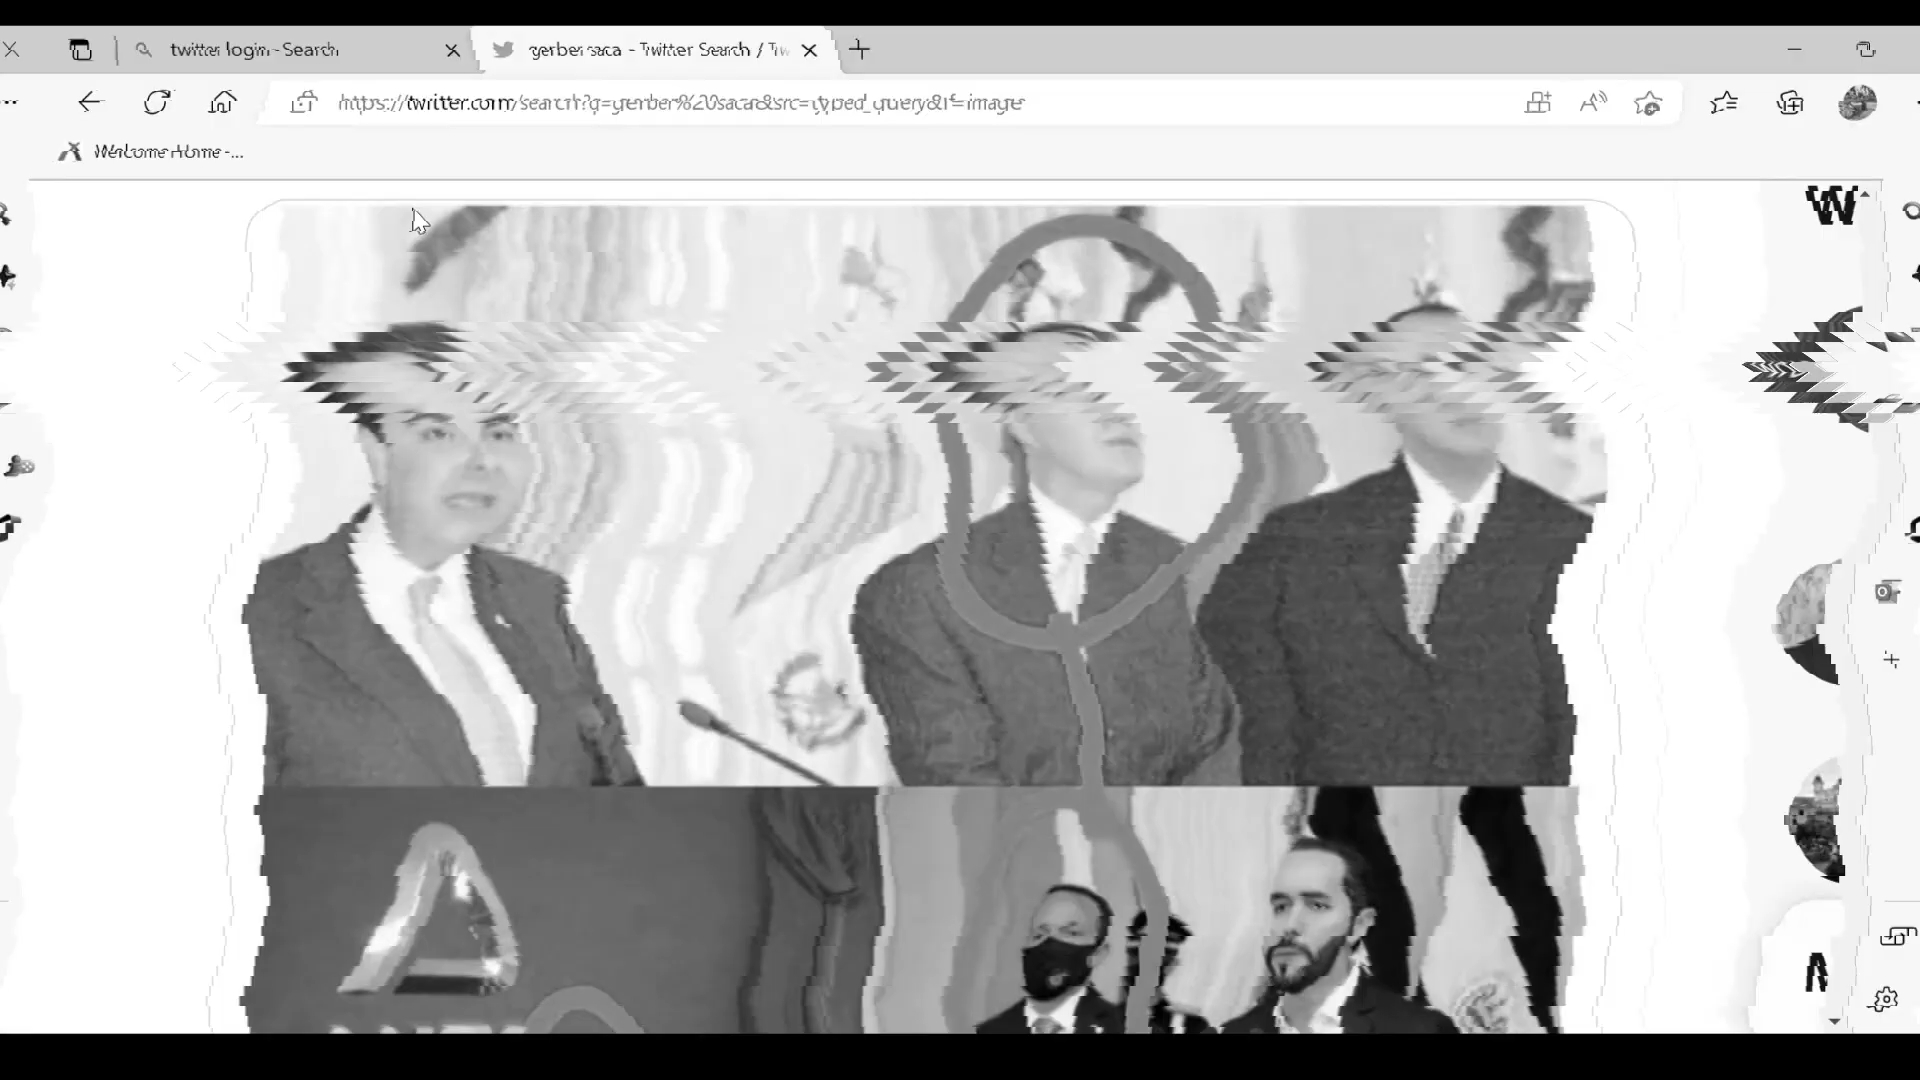 twitter login - Search
gerber saca - Twitter Search / Tw
https://twitter.com/search?q=gerber%20saca&src=typed_query&f=image
Welcome Home -...
W